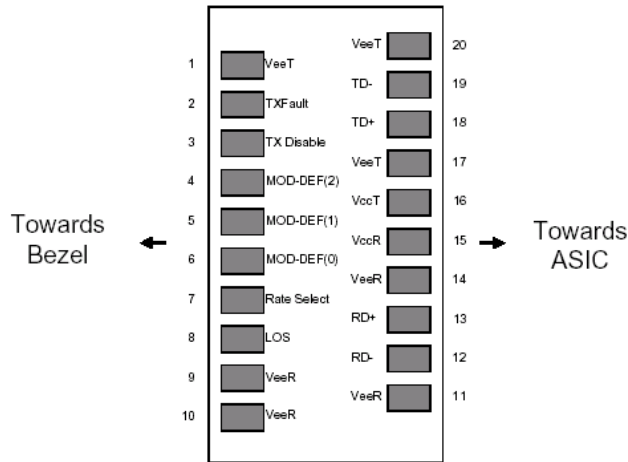 VeeT 20
1 VeeT
TD- 19
2 TXFault
TD+ 18
3 TX Disable
VeeT 17
4 MOD-DEF(2)
VccT 16
5 MOD-DEF(1)
Towards
Bezel
VccR 15
Towards
ASIC
6 MOD-DEF(0)
VeeR 14
7 Rate Select
RD+ 13
8 LOS
RD- 12
9 VeeR
VeeR 11
10 VeeR